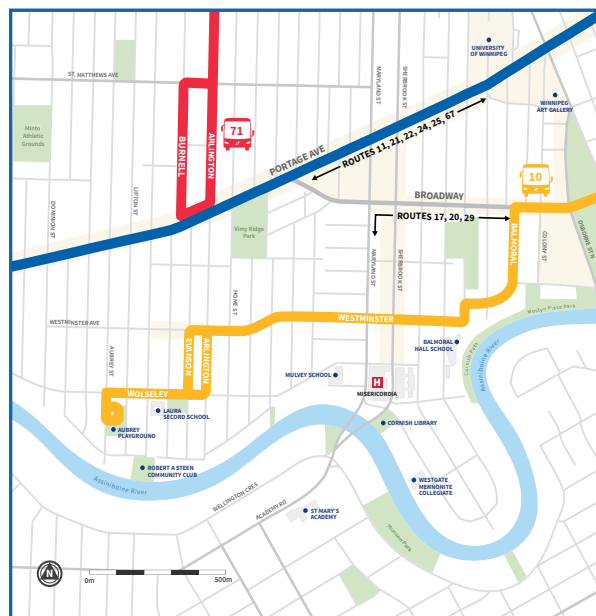 UNIVERSITY
OF WINNIPEG
ST. MATTHEWS AVE
MARYLAND ST
SHERBROOK ST
WINNIPEG
ART GALLERY
71
ROUTES 11, 21, 22, 24, 25, 67
Minto
Athletic
Grounds
BURNELL
ARLINGTON
PORTAGE AVE
10
LIPTON ST
BROADWAY
DOMINION ST
Vimy Ridge
Park
ROUTES 17, 20, 29
BALMORAL
COLONY ST
OSBORNE ST N
MARYLAND ST
SHERBROOK ST
HOME ST
Mostyn Place Park
WESTMINSTER AVE
WESTMINSTER
AUBREY ST
EVANSON
ARLINGTON
BALMORAL
HALL SCHOOL
Cornish Path
Assiniboine River
MULVEY SCHOOL
H
MISERICORDIA
WOLSELEY
LAURA
SECORD SCHOOL
AUBREY
PLAYGROUND
CORNISH LIBRARY
ROBERT A STEEN
COMMUNITY CLUB
Assiniboine River
WESTGATE
MENNONITE
COLLEGIATE
WELLINGTON CRES
ACADEMY RD
ST MARY'S
ACADEMY
Munson Park
N
0m
500m